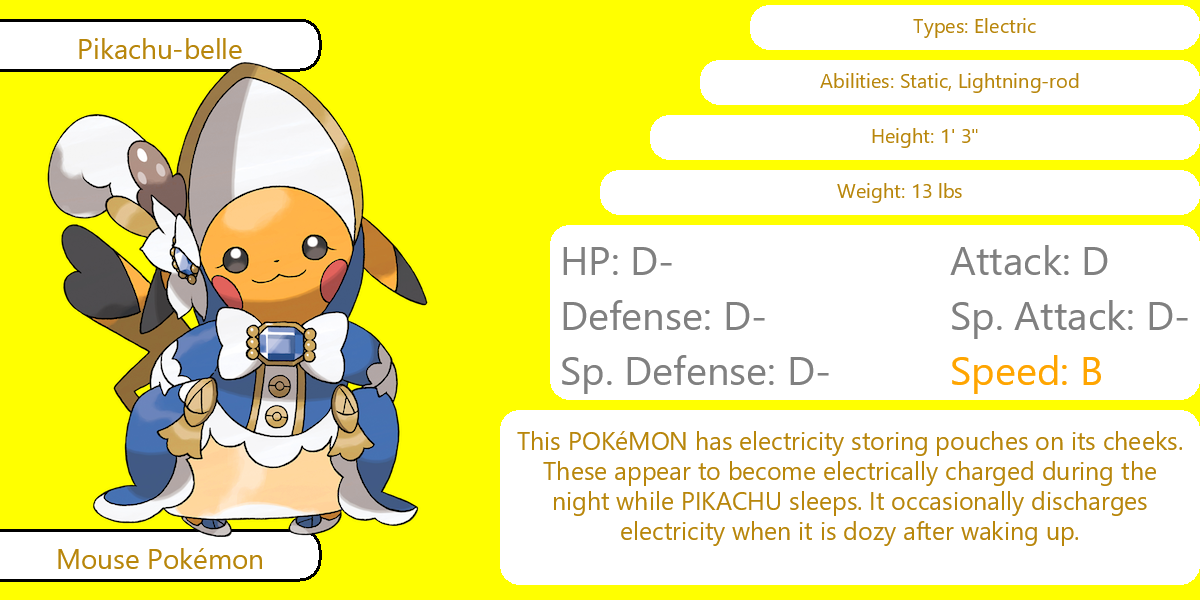 Pikachu-belle
Types: Electric
Abilities: Static, Lightning-rod
Height: 1' 3"
Weight: 13 lbs
HP: D-
Attack: D
Defense: D-
Sp. Attack: D-
Sp. Defense: D-
Speed: B
This POKéMON has electricity storing pouches on its cheeks.
These appear to become electrically charged during the
night while PIKACHU sleeps. It occasionally discharges
electricity when it is dozy after waking up.
Mouse Pokémon